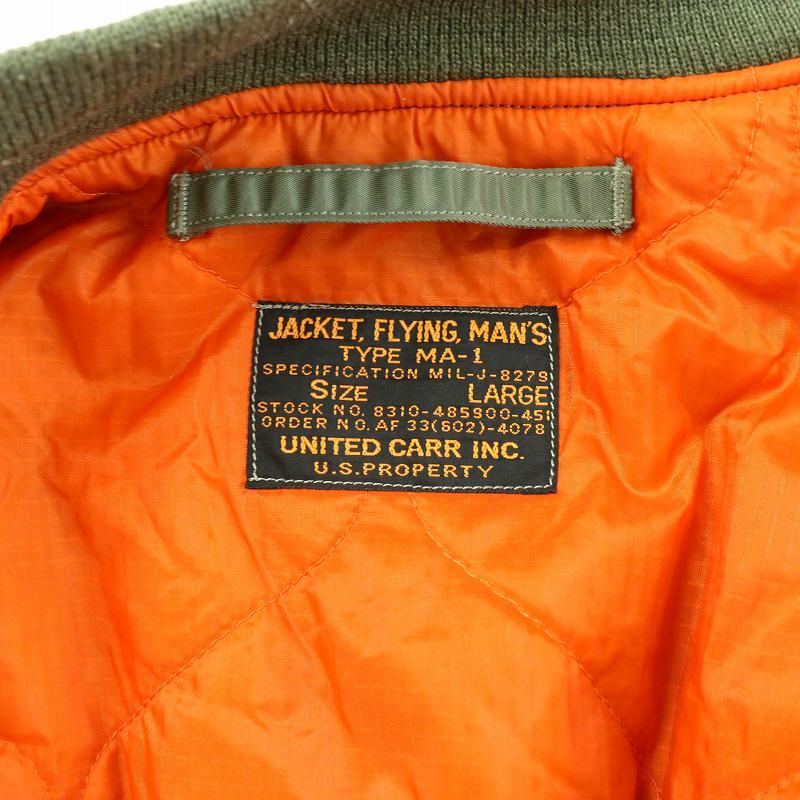 JACKET, FLYING, MAN'S
TYPE MA-1
SPECIFICATION MIL-J-8279
SIZE LARGE
STOCK NO. 8310-485900-451
ORDER NO. AF 33(602)-4078
UNITED CARR INC.
U.S. PROPERTY